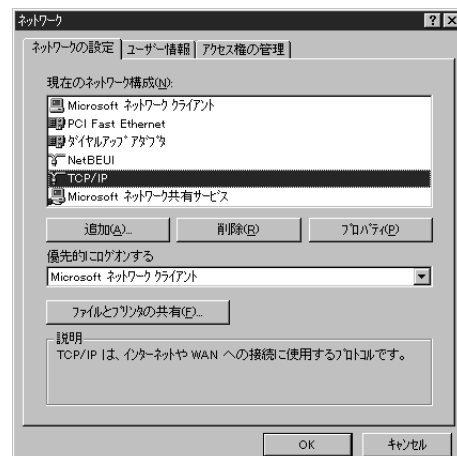 ネットワーク
ネットワークの設定 ユーザー情報 アクセス権の管理
現在のネットワーク構成(N):
Microsoft ネットワーク クライアント
PCI Fast Ethernet
ダイヤルアップ アダプタ
NetBEUI
TCP/IP
Microsoft ネットワーク共有サービス
追加(A)... 削除(R) プロパティ(P)
優先的にログオンする
Microsoft ネットワーク クライアント
ファイルとプリンタの共有(F)...
説明
TCP/IP は、インターネットや WAN への接続に使用するプロトコルです。
OK キャンセル